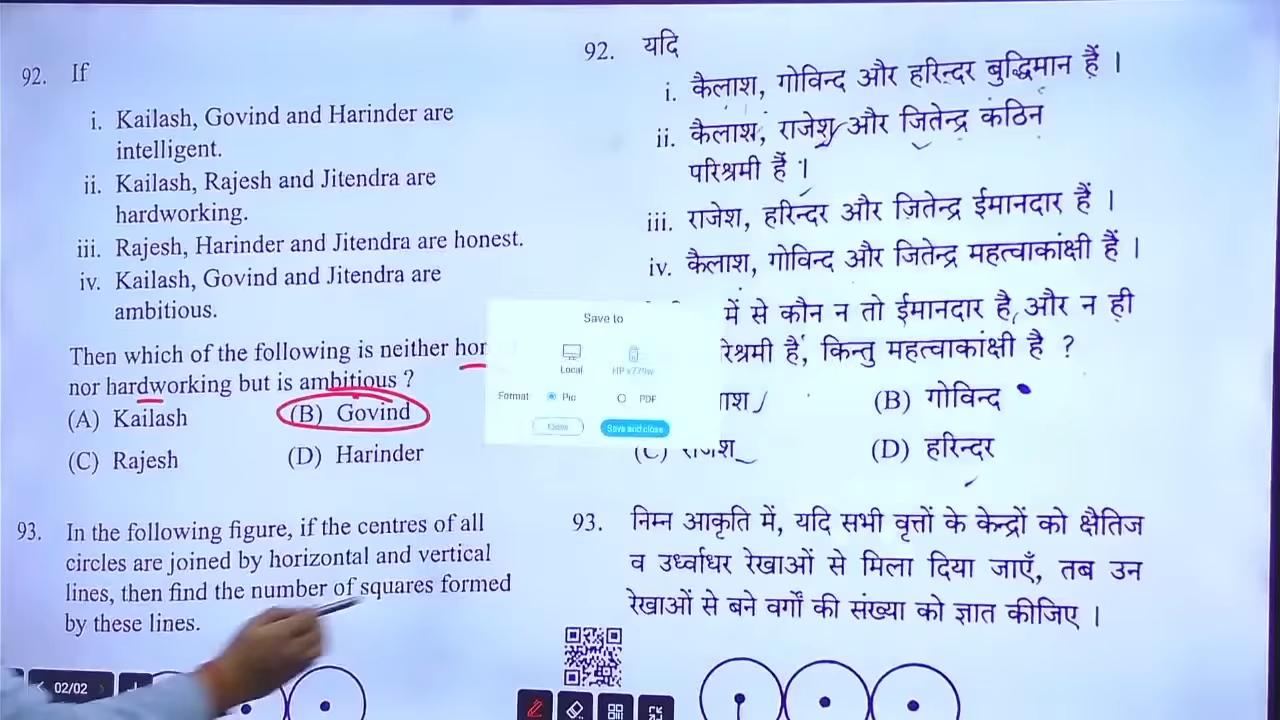 92. If
i. Kailash, Govind and Harinder are
intelligent.
ii. Kailash, Rajesh and Jitendra are
hardworking.
iii. Rajesh, Harinder and Jitendra are honest.
iv. Kailash, Govind and Jitendra are
ambitious.
Then which of the following is neither hon
nor hardworking but is ambitious ?
(A) Kailash (B) Govind
(C) Rajesh (D) Harinder
93. In the following figure, if the centres of all
circles are joined by horizontal and vertical
lines, then find the number of squares formed
by these lines.
02/02
Save to
Local HP x779w
Format Pic PDF
Save and close
92. यदि
i. कैलाश, गोविन्द और हरिन्दर बुद्धिमान हैं ।
ii. कैलाश, राजेश और जितेन्द्र कठिन
परिश्रमी हैं ।
iii. राजेश, हरिन्दर और जितेन्द्र ईमानदार हैं ।
iv. कैलाश, गोविन्द और जितेन्द्र महत्वाकांक्षी हैं ।
में से कौन न तो ईमानदार है, और न ही
रेश्रमी है, किन्तु महत्वाकांक्षी है ?
ाश (B) गोविन्द
(D) हरिन्दर
93. निम्न आकृति में, यदि सभी वृत्तों के केन्द्रों को क्षैतिज
व उर्ध्वाधर रेखाओं से मिला दिया जाएँ, तब उन
रेखाओं से बने वर्गों की संख्या को ज्ञात कीजिए ।